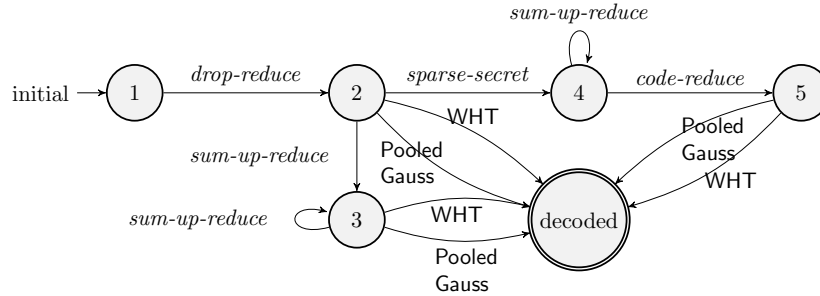 sum-up-reduce
initial
1
drop-reduce
2
sparse-secret
4
code-reduce
5
WHT
Pooled
Gauss
sum-up-reduce
Pooled
Gauss
WHT
sum-up-reduce
3
WHT
decoded
Pooled
Gauss